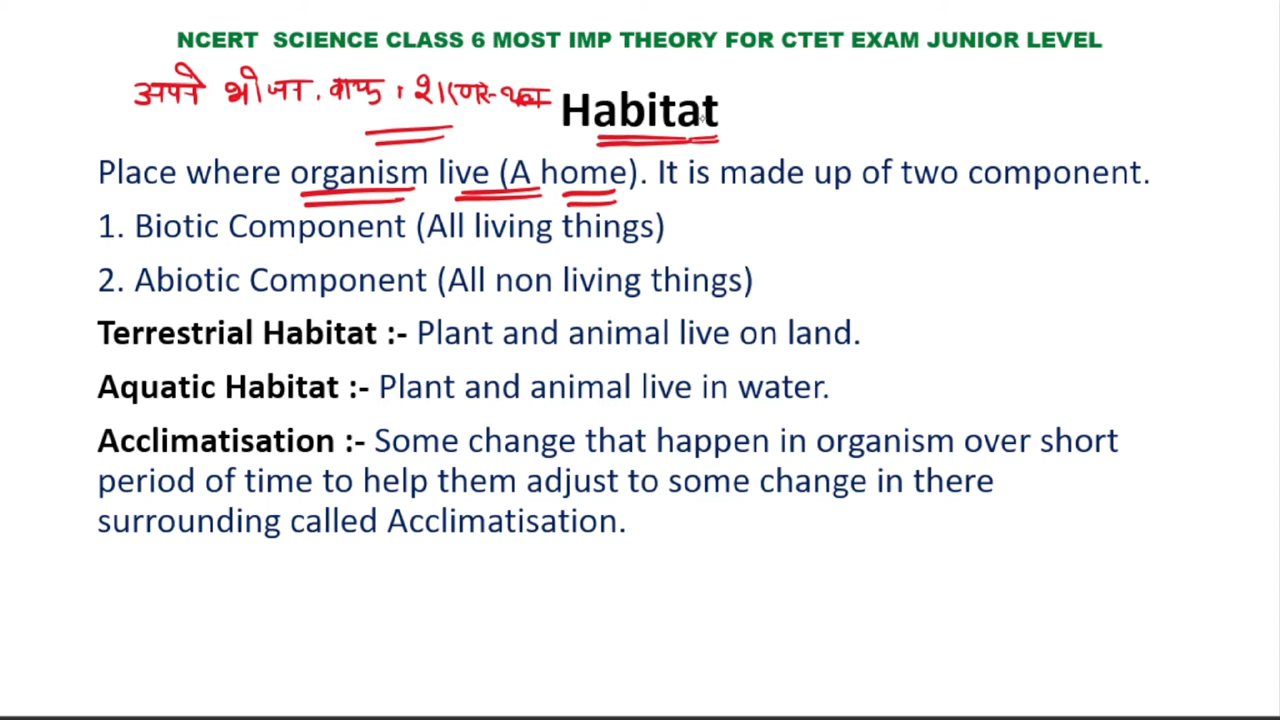 NCERT SCIENCE CLASS 6 MOST IMP THEORY FOR CTET EXAM JUNIOR LEVEL
अपने भोजन,
Habitat
Place where organism live (A home). It is made up of two component.
1. Biotic Component (All living things)
2. Abiotic Component (All non living things)
Terrestrial Habitat :- Plant and animal live on land.
Aquatic Habitat :- Plant and animal live in water.
Acclimatisation :- Some change that happen in organism over short
period of time to help them adjust to some change in there
surrounding called Acclimatisation.